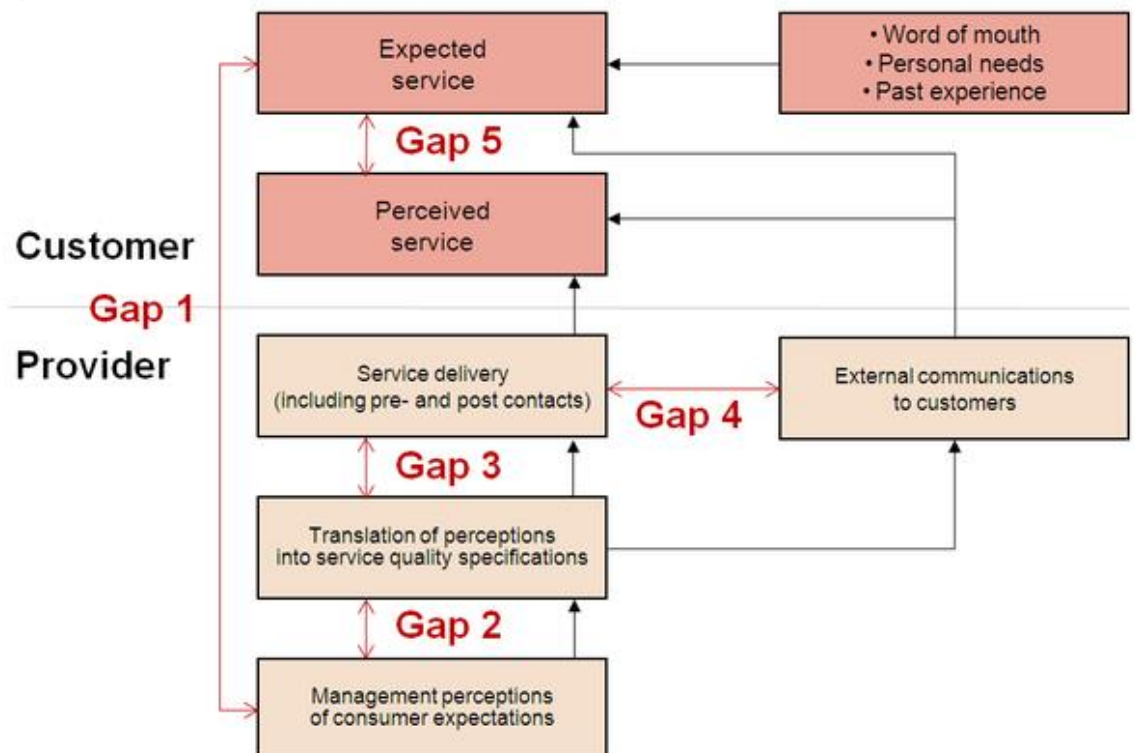 Expected
service
• Word of mouth
• Personal needs
• Past experience
Gap 5
Perceived
service
Customer
Gap 1
Provider
Service delivery
(including pre- and post contacts)
Gap 4
External communications
to customers
Gap 3
Translation of perceptions
into service quality specifications
Gap 2
Management perceptions
of consumer expectations